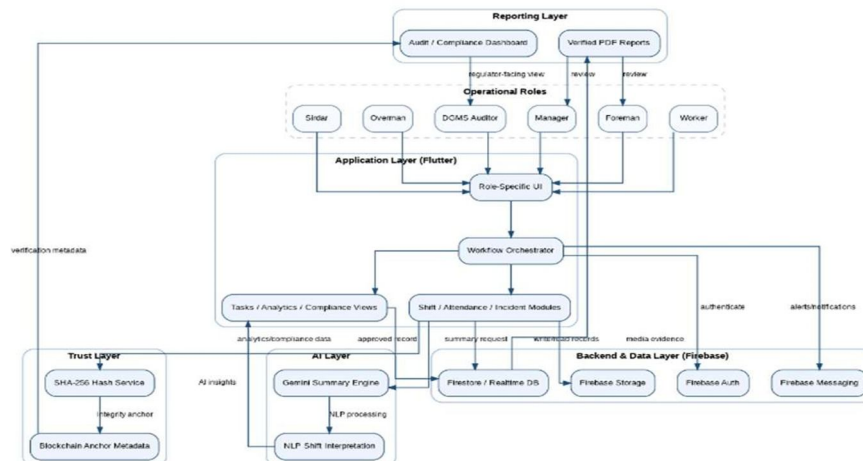 Reporting Layer
Audit / Compliance Dashboard
Verified PDF Reports
regulator-facing view
review
review
Operational Roles
Sirdar
Overman
DGMS Auditor
Manager
Foreman
Worker
Application Layer (Flutter)
Role-Specific UI
verification metadata
Workflow Orchestrator
Tasks / Analytics / Compliance Views
Shift / Attendance / Incident Modules
authenticate
alerts/notifications
analytics/compliance data
approved record
summary request
records
media evidence
Trust Layer
AI Layer
Backend & Data Layer (Firebase)
SHA-256 Hash Service
AI insights
Gemini Summary Engine
Firestore / Realtime DB
Firebase Storage
Firebase Auth
Firebase Messaging
integrity anchor
NLP processing
Blockchain Anchor Metadata
NLP Shift Interpretation